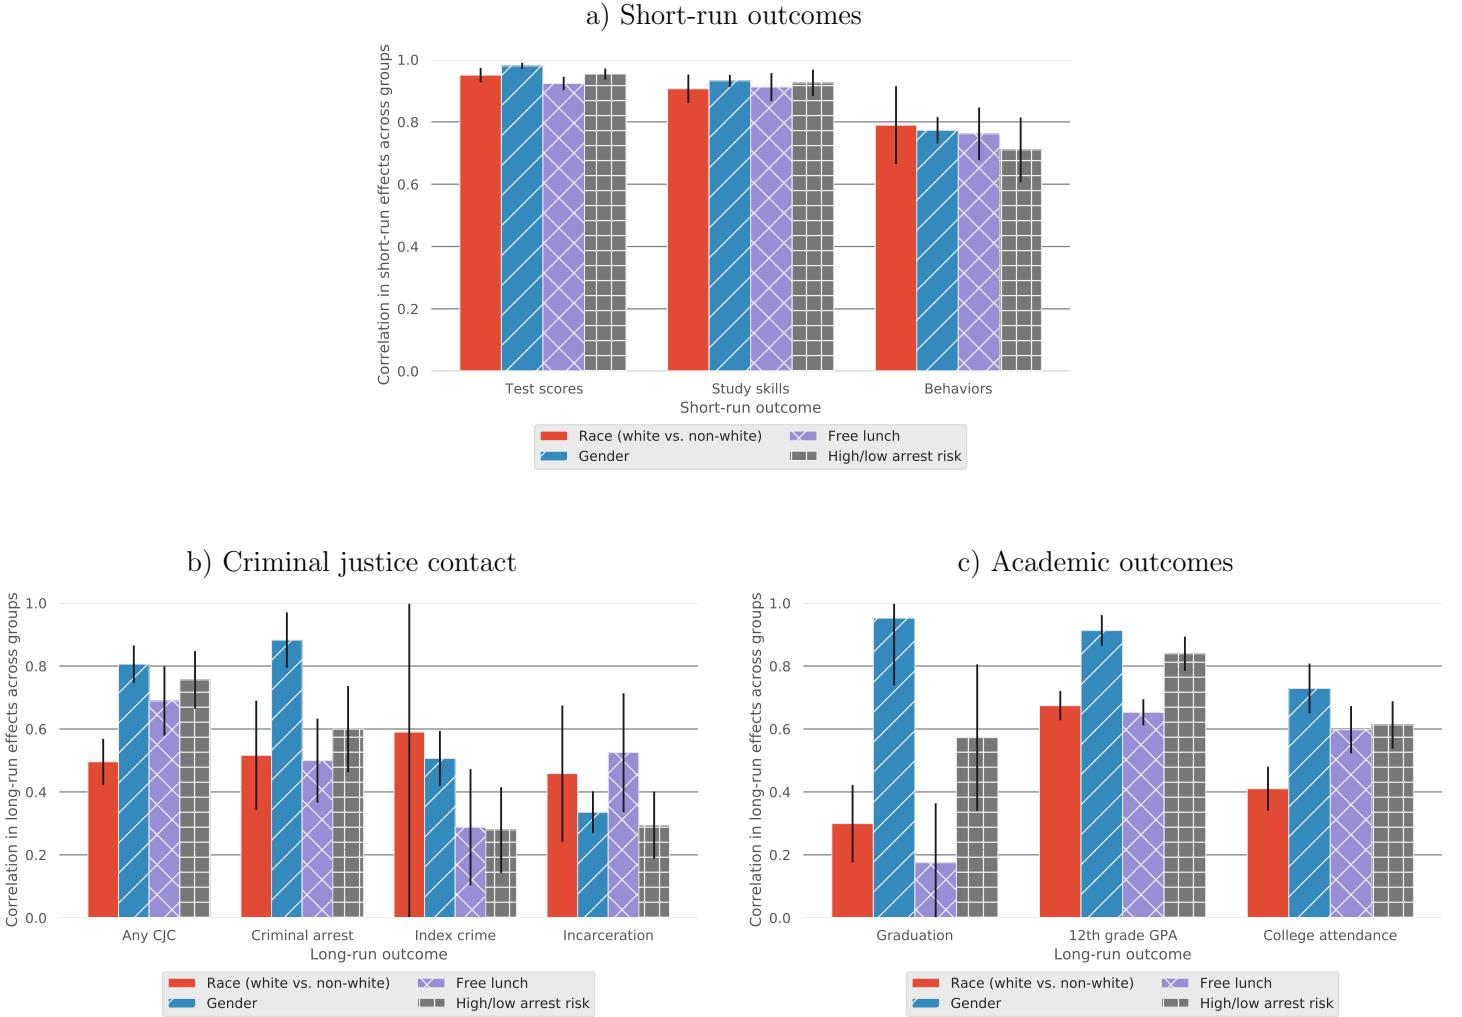 a) Short-run outcomes
Correlation in short-run effects across groups
1.0
0.8
0.6
0.4
0.2
0.0
Test scores
Study skills
Behaviors
Short-run outcome
Race (white vs. non-white)
Gender
Free lunch
High/low arrest risk
b) Criminal justice contact
Correlation in long-run effects across groups
1.0
0.8
0.6
0.4
0.2
0.0
Any CJC
Criminal arrest
Index crime
Incarceration
Long-run outcome
Race (white vs. non-white)
Gender
Free lunch
High/low arrest risk
c) Academic outcomes
Correlation in long-run effects across groups
1.0
0.8
0.6
0.4
0.2
0.0
Graduation
12th grade GPA
College attendance
Long-run outcome
Race (white vs. non-white)
Gender
Free lunch
High/low arrest risk